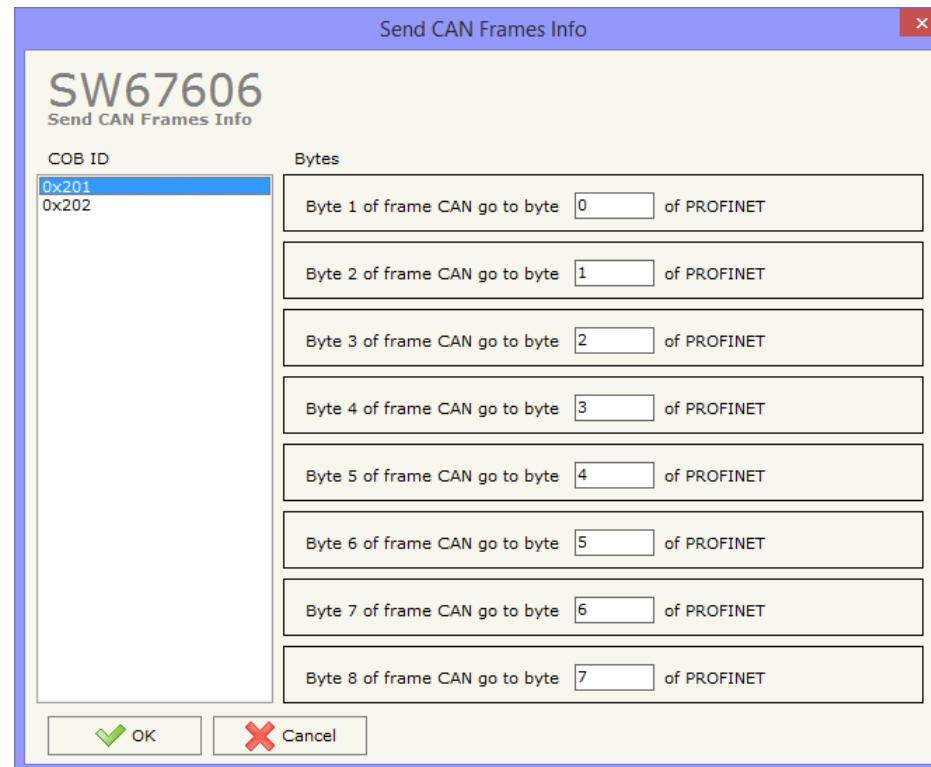 Send CAN Frames Info
SW67606
Send CAN Frames Info
COB ID
Bytes
0x201
0x202
Byte 1 of frame CAN go to byte 0 of PROFINET
Byte 2 of frame CAN go to byte 1 of PROFINET
Byte 3 of frame CAN go to byte 2 of PROFINET
Byte 4 of frame CAN go to byte 3 of PROFINET
Byte 5 of frame CAN go to byte 4 of PROFINET
Byte 6 of frame CAN go to byte 5 of PROFINET
Byte 7 of frame CAN go to byte 6 of PROFINET
Byte 8 of frame CAN go to byte 7 of PROFINET
OK
Cancel